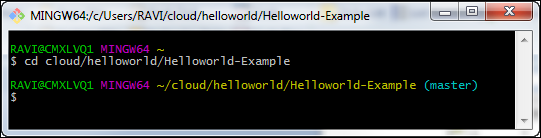 MINGW64:/c/Users/RAVI/cloud/helloworld/Helloworld-Example
RAVI@CMXLVQ1 MINGW64 ~
$ cd cloud/helloworld/Helloworld-Example
RAVI@CMXLVQ1 MINGW64 ~/cloud/helloworld/Helloworld-Example (master)
$